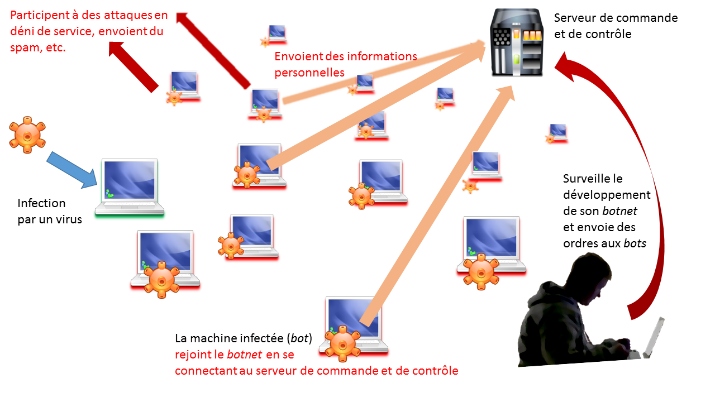 Participent à des attaques en
déni de service, envoient du
spam, etc.
Envoient des informations
personnelles
Serveur de commande
et de contrôle
Infection
par un virus
Surveille le
développement
de son botnet
et envoie des
ordres aux bots
La machine infectée (bot)
rejoint le botnet en se
connectant au serveur de commande et de contrôle